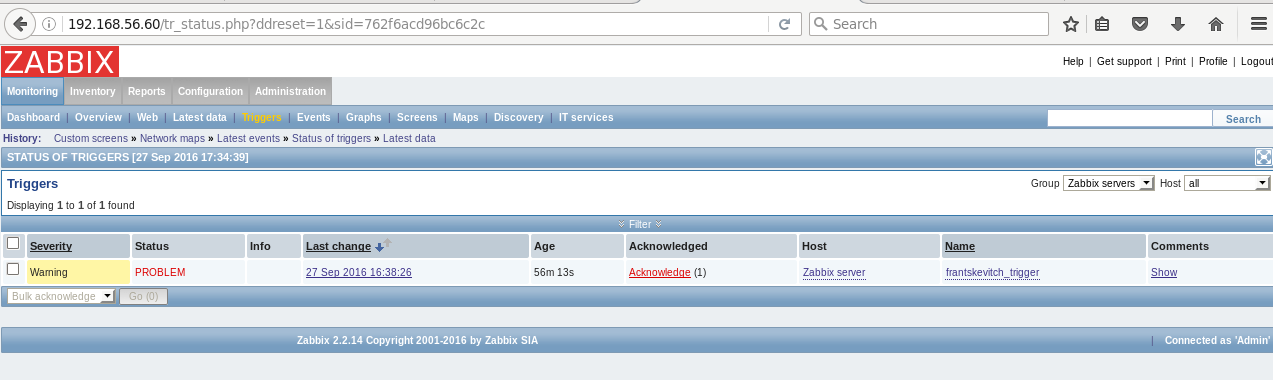 192.168.56.60/tr_status.php?ddreset=1&sid=762f6acd96bc6c2c Search
ZABBIX
Help | Get support | Print | Profile | Logout
Monitoring Inventory Reports Configuration Administration
Dashboard | Overview | Web | Latest data | Triggers | Events | Graphs | Screens | Maps | Discovery | IT services Search
History: Custom screens » Network maps » Latest events » Status of triggers » Latest data
STATUS OF TRIGGERS [27 Sep 2016 17:34:39]
Triggers Group Zabbix servers Host all
Displaying 1 to 1 of 1 found
Filter
Severity Status Info Last change Age Acknowledged Host Name Comments
Warning PROBLEM 27 Sep 2016 16:38:26 56m 13s Acknowledge (1) Zabbix server frantskevitch_trigger Show
Bulk acknowledge Go (0)
Zabbix 2.2.14 Copyright 2001-2016 by Zabbix SIA | Connected as 'Admin'